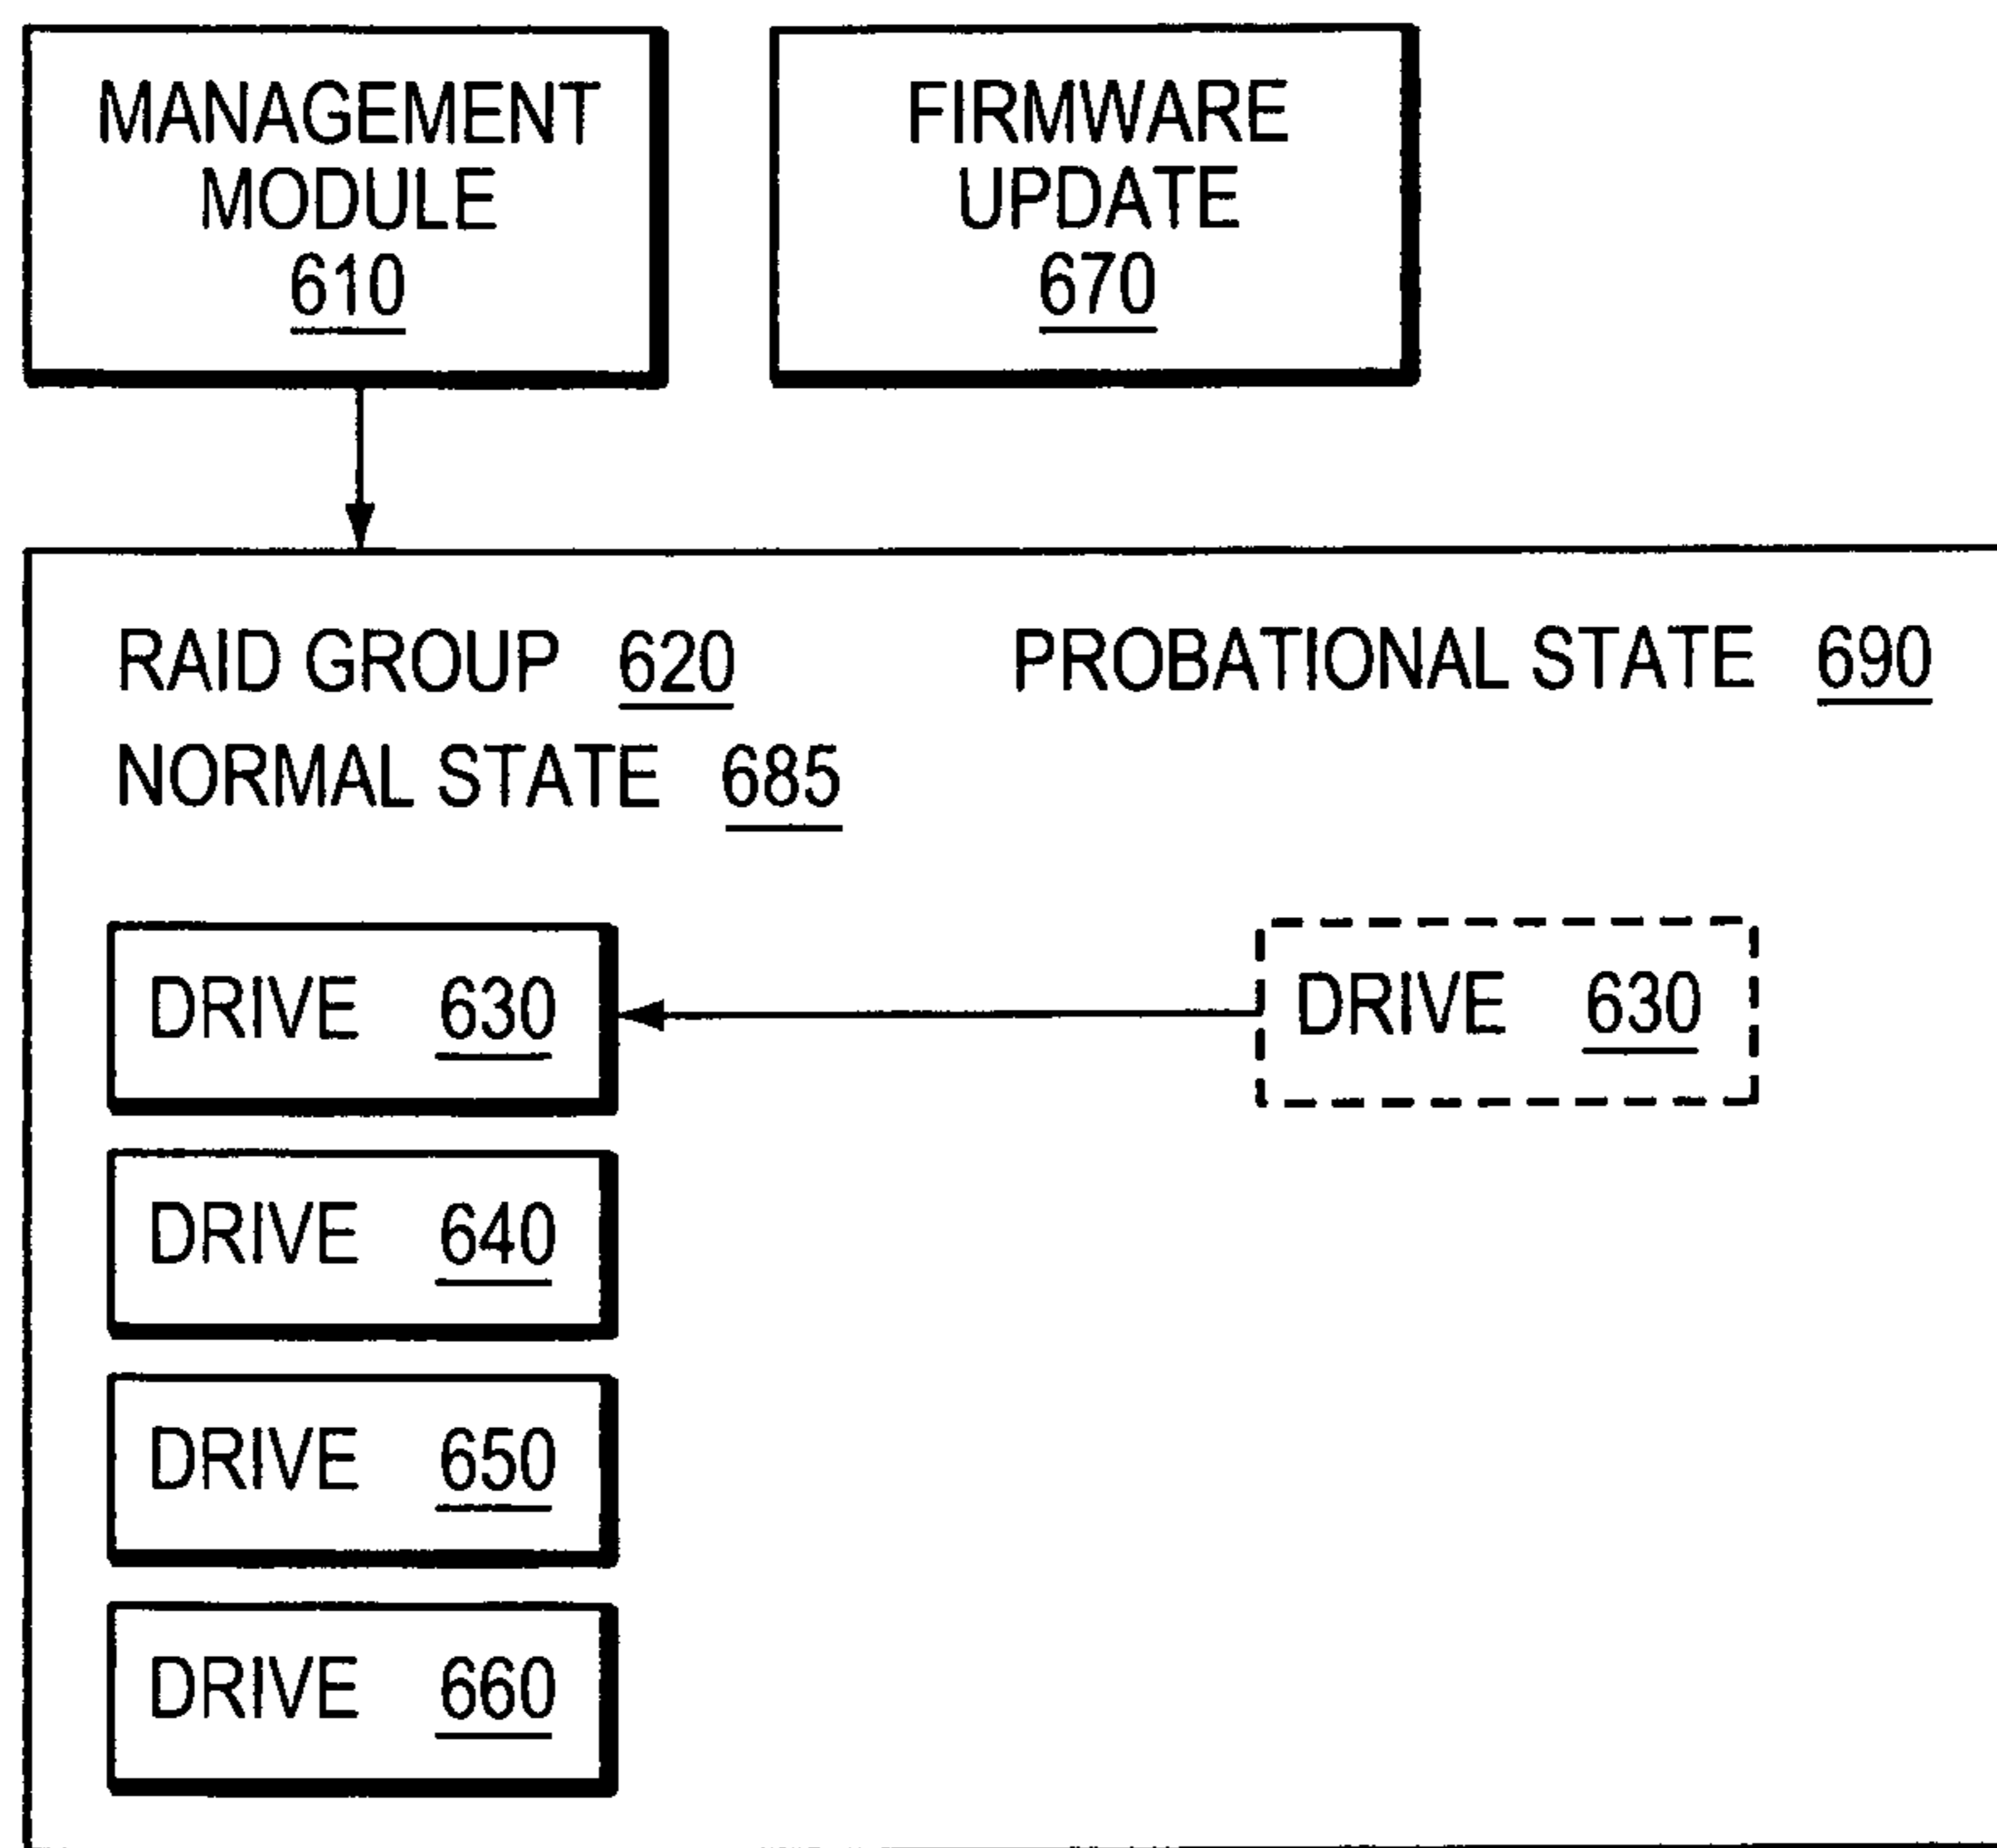 MANAGEMENT
MODULE
610
FIRMWARE
UPDATE
670
RAID GROUP 620
PROBATIONAL STATE 690
NORMAL STATE 685
DRIVE 630
DRIVE 630
DRIVE 640
DRIVE 650
DRIVE 660